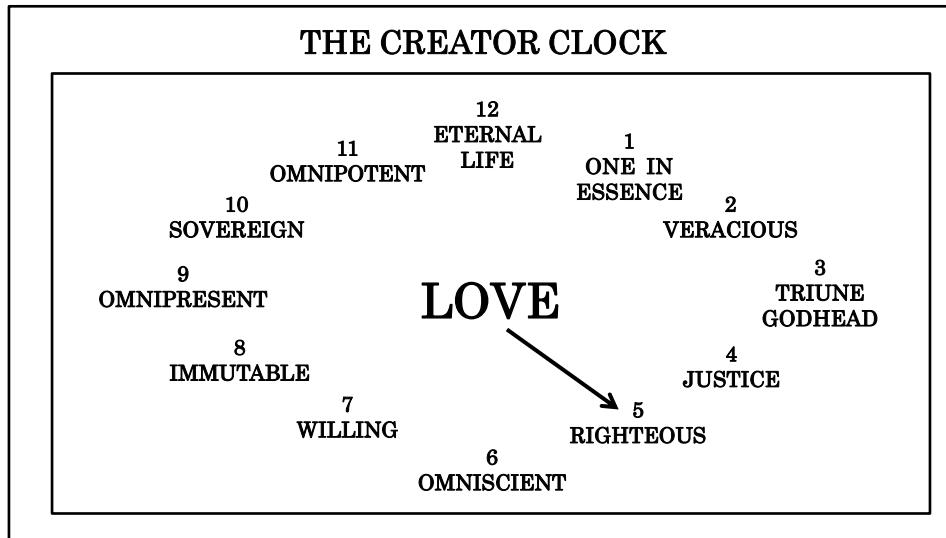 THE CREATOR CLOCK
12
ETERNAL
LIFE
1
ONE IN
ESSENCE
2
VERACIOUS
3
TRIUNE
GODHEAD
4
JUSTICE
5
RIGHTEOUS
6
OMNISCIENT
7
WILLING
8
IMMUTABLE
9
OMNIPRESENT
10
SOVEREIGN
11
OMNIPOTENT
LOVE